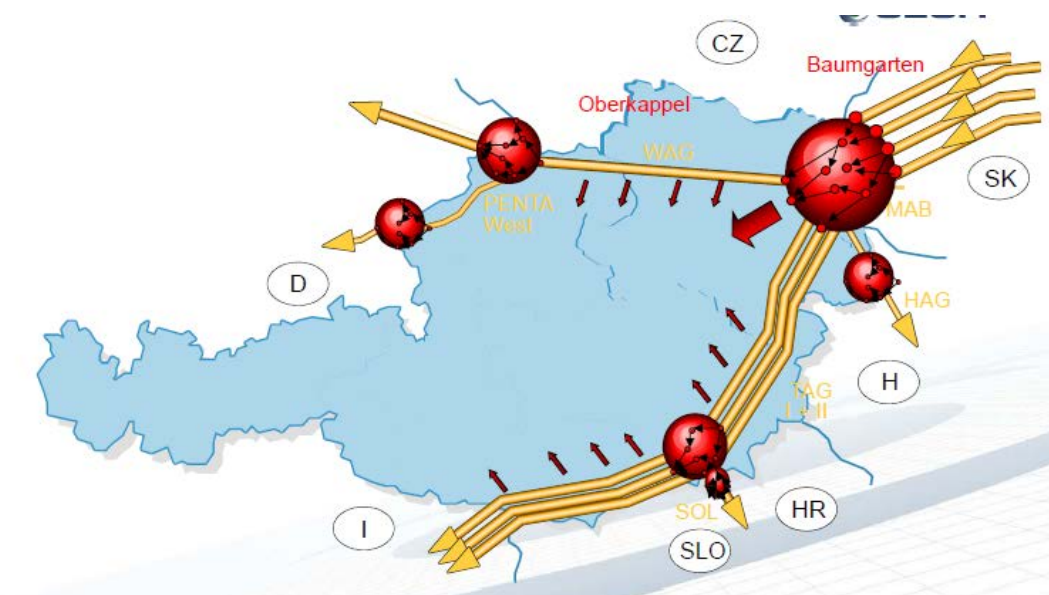 CZ
Baumgarten
Oberkappel
WAG
SK
MAB
PENTA
West
D
HAG
H
TAG
I + II
SOL
HR
I
SLO